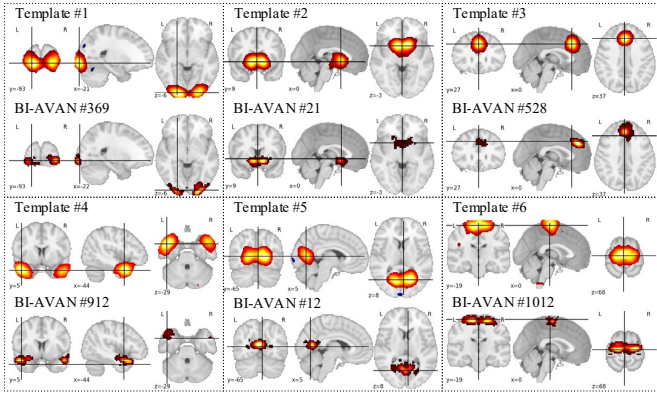 Template #1
L R
y=-93 x=-21 z=-6
BI-AVAN #369
L R
y=-93 x=-22 z=-6
Template #2
L R L R
y=9 x=0 z=-3
BI-AVAN #21
L R L R
y=9 x=0 z=-3
Template #3
L R L R
y=27 x=0 z=37
BI-AVAN #528
L R L R
y=27 x=0 z=37
Template #4
L R L R
y=5 x=-44 z=-29
BI-AVAN #912
L R L R
y=5 x=-44 z=-29
Template #5
L R L R
y=-65 x=5 z=8
BI-AVAN #12
L R L R
y=-65 x=5 z=8
Template #6
L R L R
y=-19 x=0 z=68
BI-AVAN #1012
L R L R
y=-19 x=0 z=68